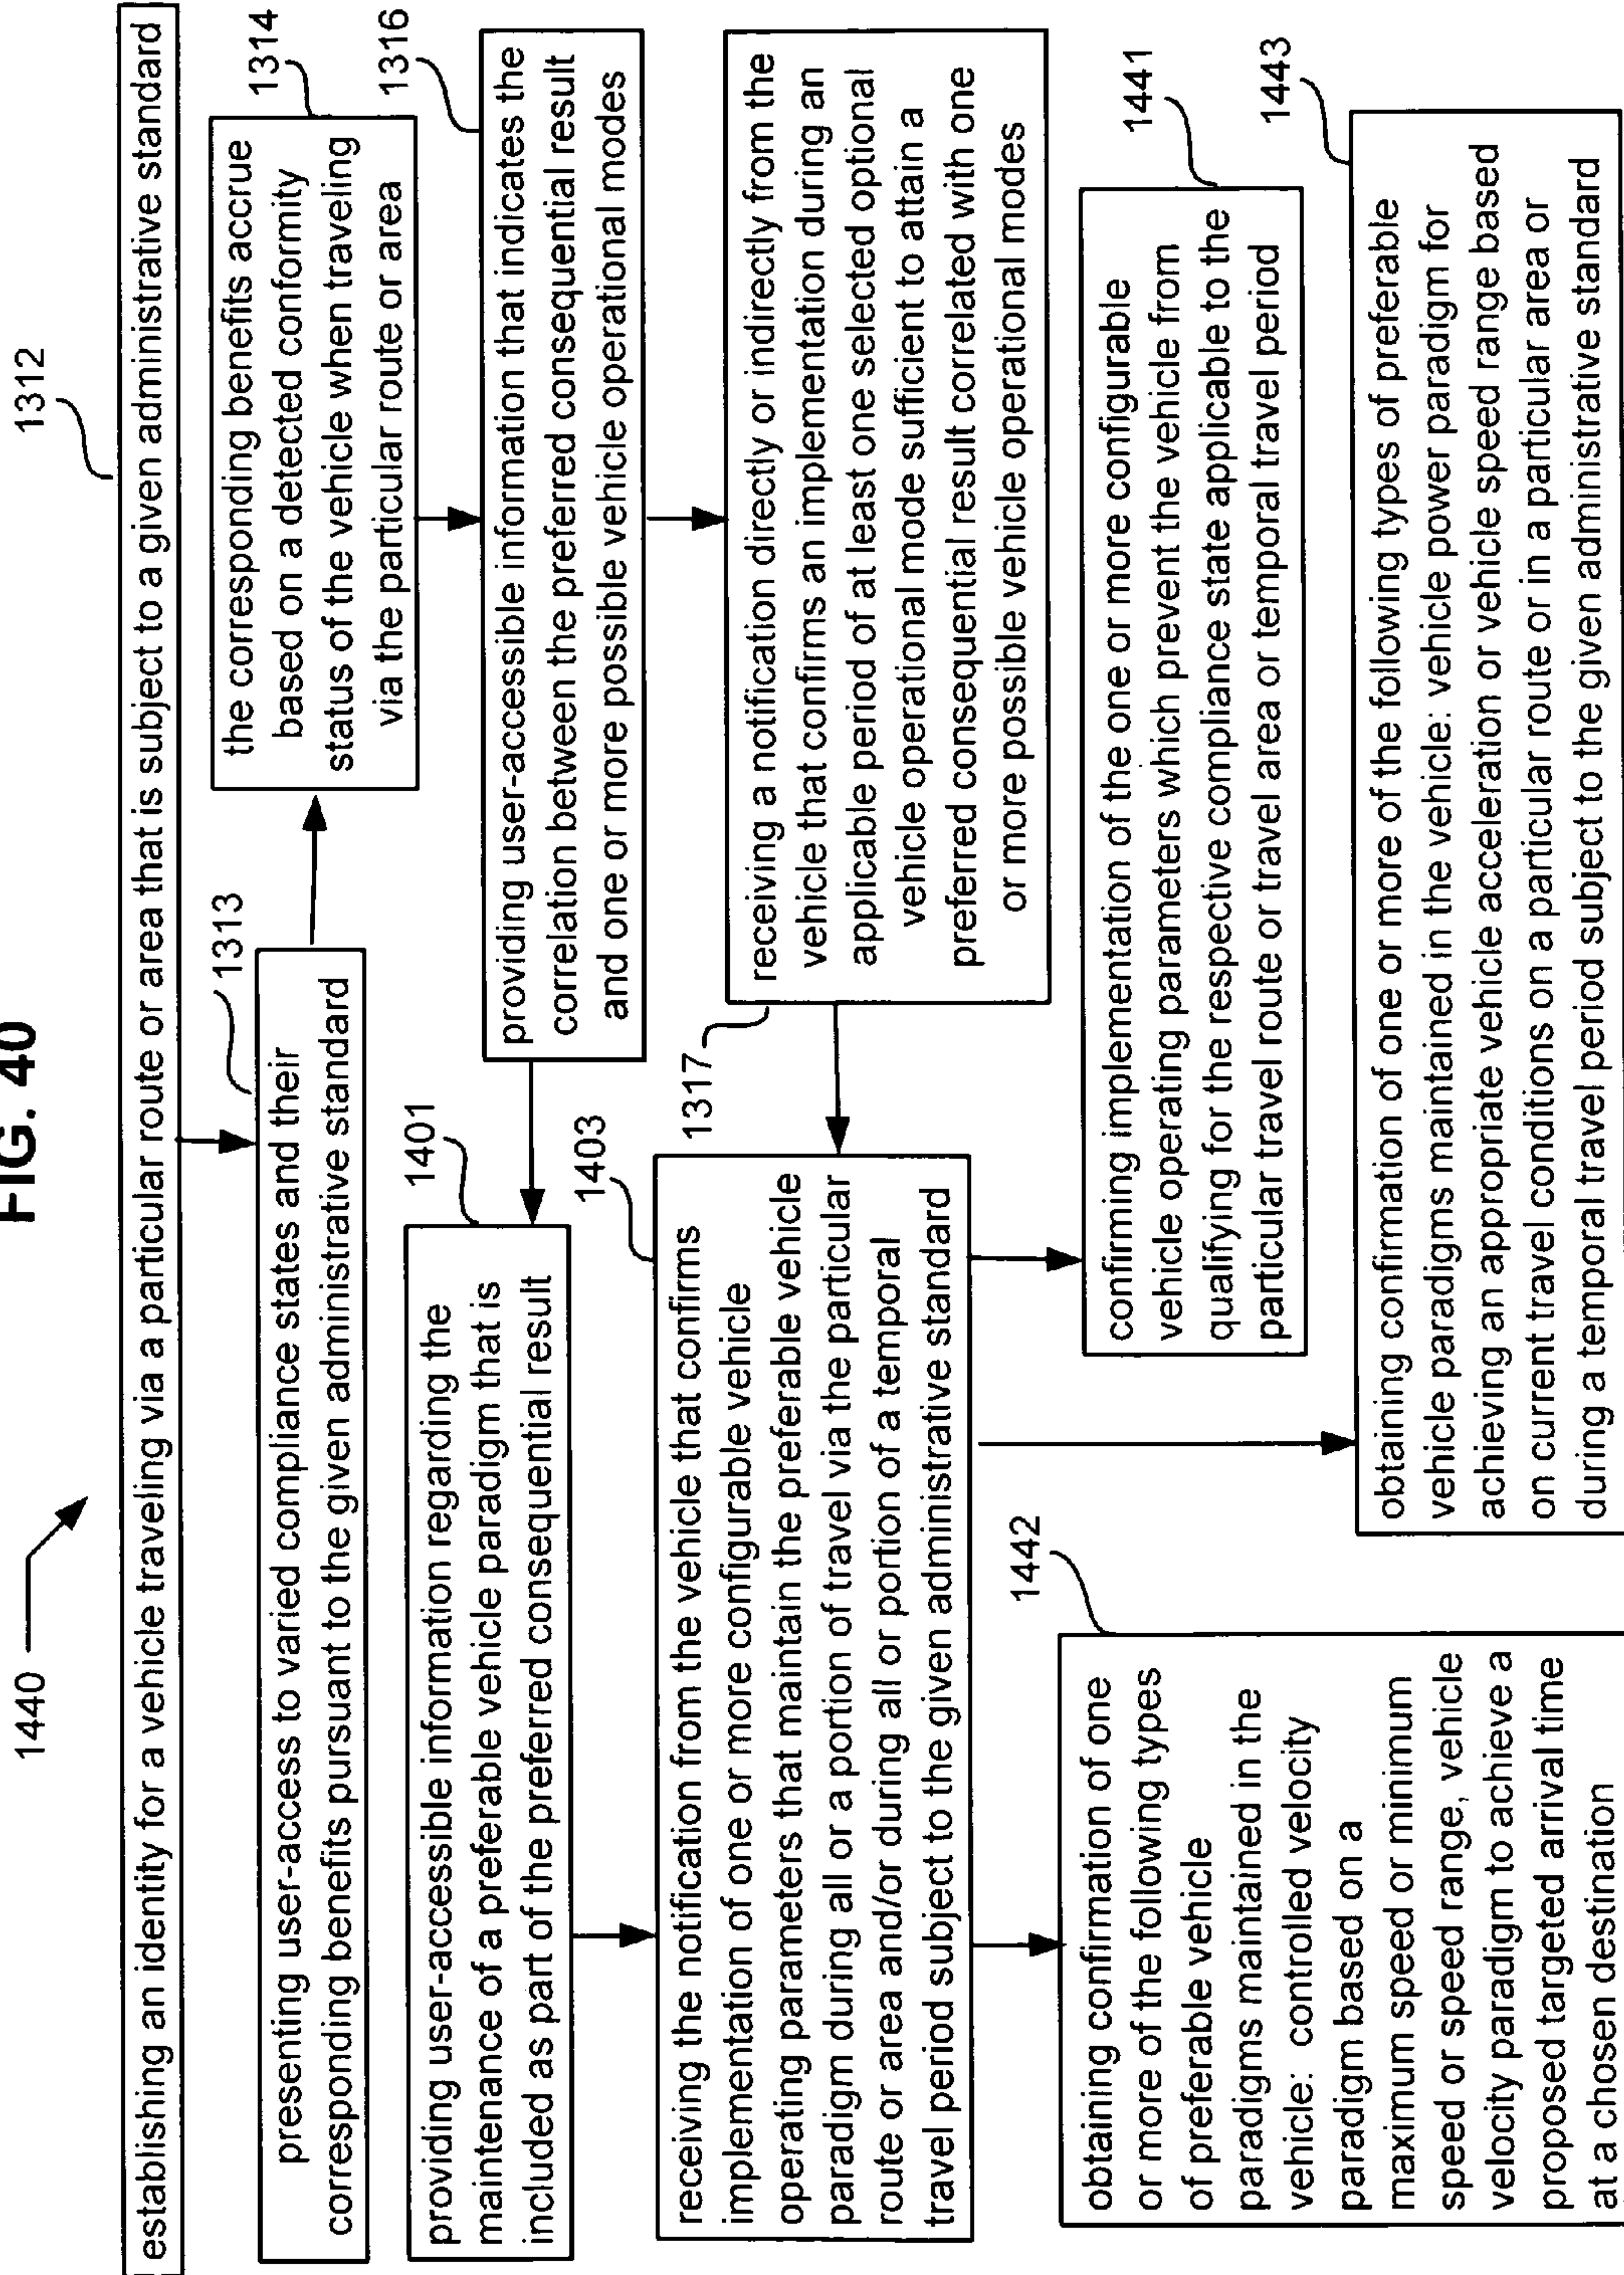 FIG. 40
1440
1312
establishing an identity for a vehicle traveling via a particular route or area that is subject to a given administrative standard
1313
presenting user-access to varied compliance states and their
corresponding benefits pursuant to the given administrative standard
1314
the corresponding benefits accrue
based on a detected conformity
status of the vehicle when traveling
via the particular route or area
1316
providing user-accessible information that indicates the
correlation between the preferred consequential result
and one or more possible vehicle operational modes
1401
providing user-accessible information regarding the
maintenance of a preferable vehicle paradigm that is
included as part of the preferred consequential result
1317
receiving a notification directly or indirectly from the
vehicle that confirms an implementation during an
applicable period of at least one selected optional
vehicle operational mode sufficient to attain a
preferred consequential result correlated with one
or more possible vehicle operational modes
1403
receiving the notification from the vehicle that confirms
implementation of one or more configurable vehicle
operating parameters that maintain the preferable vehicle
paradigm during all or a portion of travel via the particular
route or area and/or during all or portion of a temporal
travel period subject to the given administrative standard
1441
confirming implementation of the one or more configurable
vehicle operating parameters which prevent the vehicle from
qualifying for the respective compliance state applicable to the
particular travel route or travel area or temporal travel period
1442
obtaining confirmation of one
or more of the following types
of preferable vehicle
paradigms maintained in the
vehicle: controlled velocity
paradigm based on a
maximum speed or minimum
speed or speed range, vehicle
velocity paradigm to achieve a
proposed targeted arrival time
at a chosen destination
1443
obtaining confirmation of one or more of the following types of preferable
vehicle paradigms maintained in the vehicle: vehicle power paradigm for
achieving an appropriate vehicle acceleration or vehicle speed range based
on current travel conditions on a particular route or in a particular area or
during a temporal travel period subject to the given administrative standard